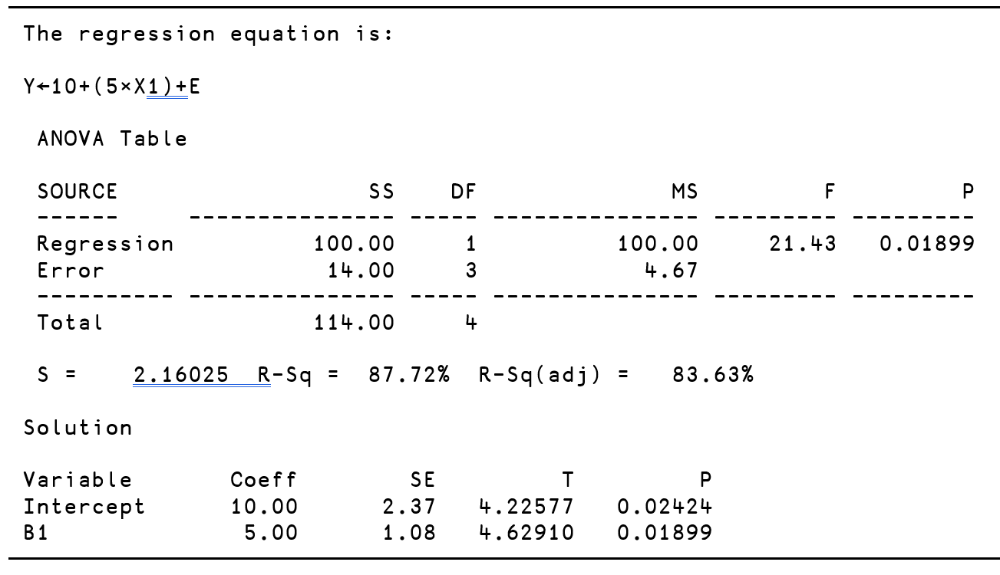 The regression equation is:
Y←10+(5×X1)+E
ANOVA Table
SOURCE SS DF MS F P
------ --------------- ----- --------------- --------- ---------
Regression 100.00 1 100.00 21.43 0.01899
Error 14.00 3 4.67
---------- --------------- ----- --------------- --------- ---------
Total 114.00 4
S = 2.16025 R-Sq = 87.72% R-Sq(adj) = 83.63%
Solution
Variable Coeff SE T P
Intercept 10.00 2.37 4.22577 0.02424
B1 5.00 1.08 4.62910 0.01899